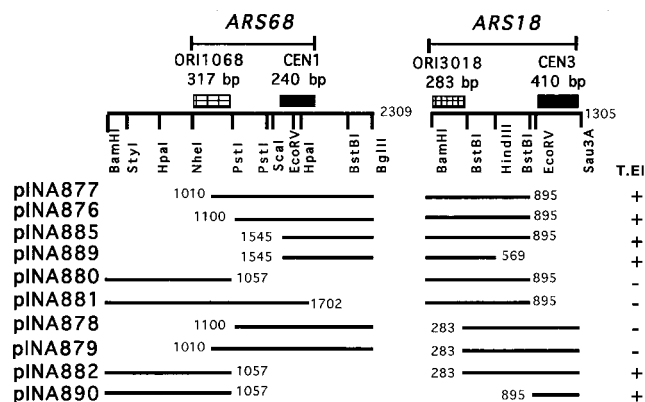 ARS68 ARS18
ORI1068 CEN1 ORI3018 CEN3
317 bp 240 bp 283 bp 410 bp
2309 1305
BamHI StyI HpaI NheI PstI PstI ScaI EcoRV HpaI BstBI BglII BamHI BstBI HindIII BstBI EcoRV Sau3A
T.El
pINA877 1010 895 +
pINA876 1100 895 +
pINA885 1545 895 +
pINA889 1545 569 +
pINA880 1057 895 -
pINA881 1702 895 -
pINA878 1100 283 -
pINA879 1010 283 -
pINA882 1057 283 +
pINA890 1057 895 +